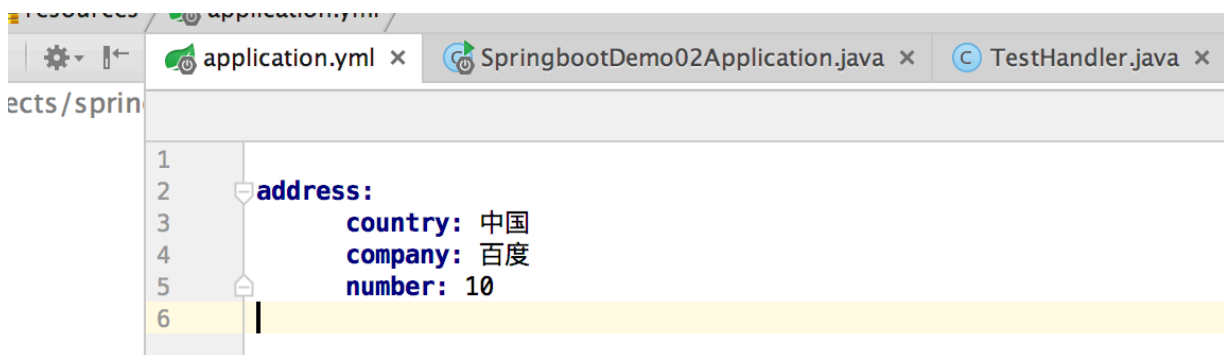 resources application.yml
application.yml × SpringbootDemo02Application.java × TestHandler.java ×
ects/sprin
1
2 address:
3 country: 中国
4 company: 百度
5 number: 10
6